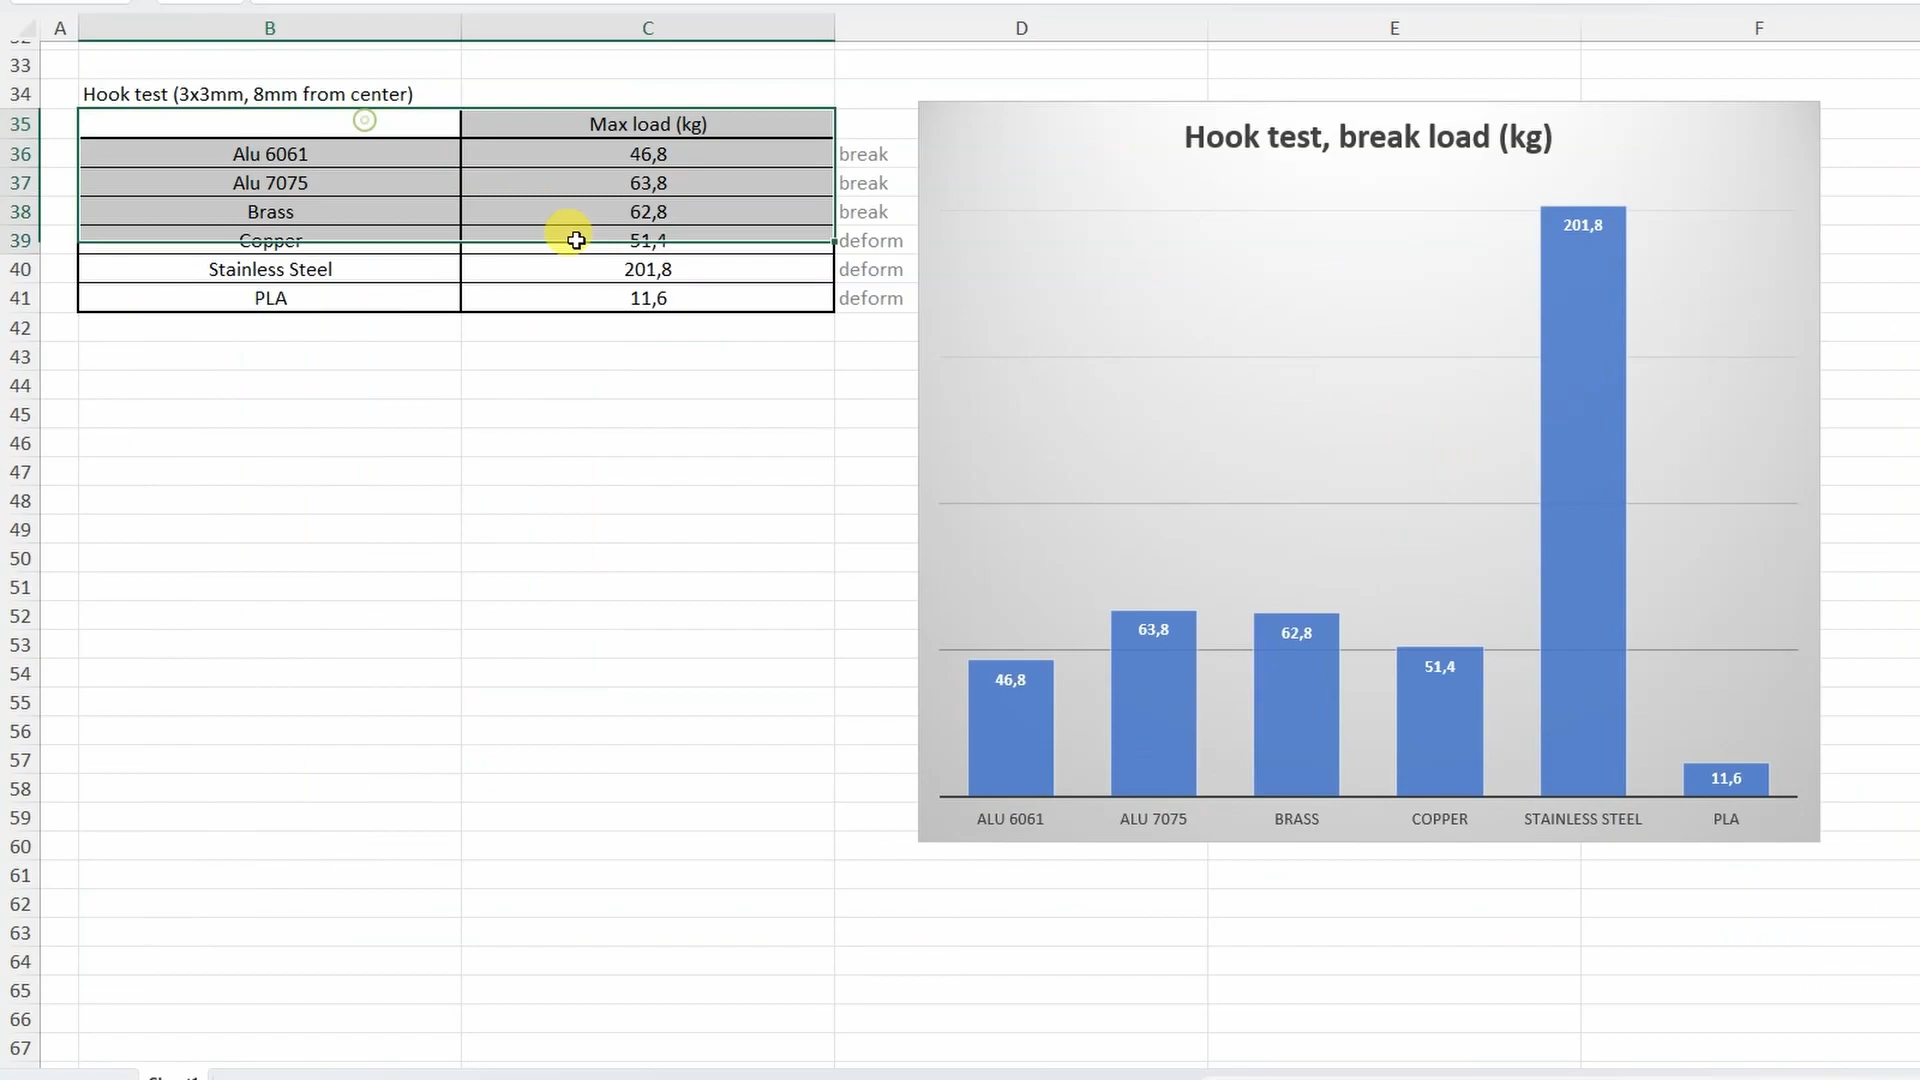 A B C D E F
33
34 Hook test (3x3mm, 8mm from center)
35 Max load (kg)
36 Alu 6061 46,8 break
37 Alu 7075 63,8 break
38 Brass 62,8 break
39 Copper 51,4 deform
40 Stainless Steel 201,8 deform
41 PLA 11,6 deform
42
43
44
45
46
47
48
49
50
51
52
53
54
55
56
57
58
59
60
61
62
63
64
65
66
67
Hook test, break load (kg)
46,8 63,8 62,8 51,4 201,8 11,6
ALU 6061 ALU 7075 BRASS COPPER STAINLESS STEEL PLA